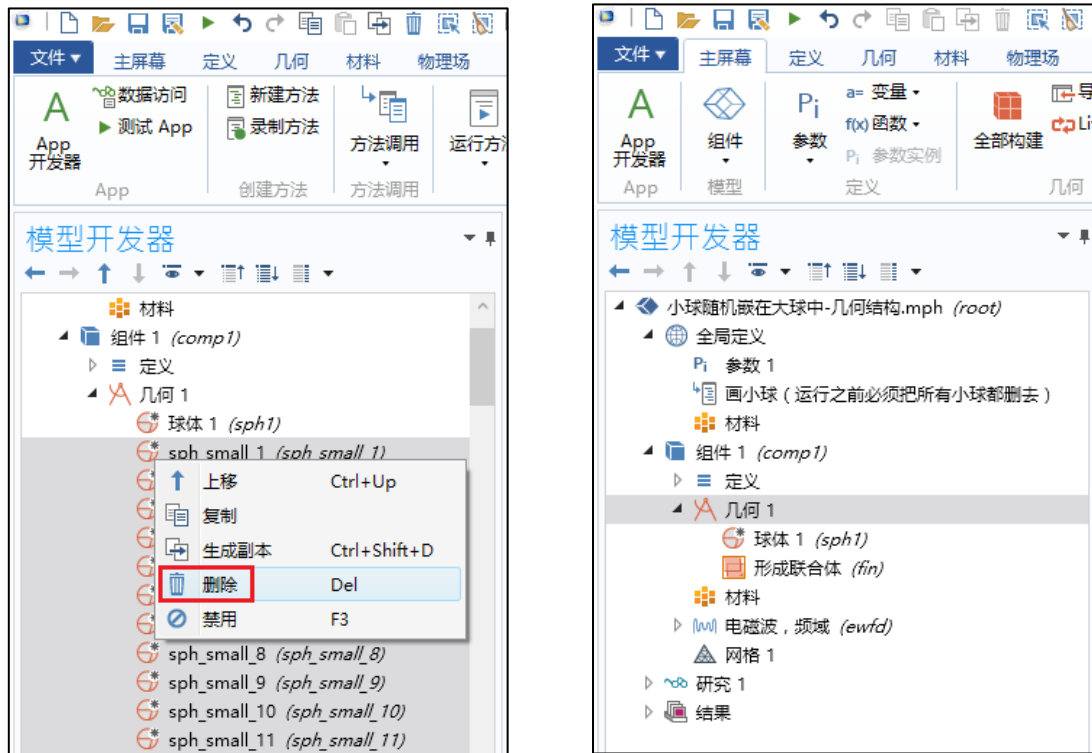 文件 主屏幕 定义 几何 材料 物理场
数据访问 新建方法
测试 App 录制方法
App 开发器 方法调用
App 创建方法 方法调用
模型开发器
材料
组件 1 (comp1)
定义
几何 1
球体 1 (sph1)
sph_small_1 (sph_small_1)
上移 Ctrl+Up
复制
生成副本 Ctrl+Shift+D
删除 Del
禁用 F3
sph_small_8 (sph_small_8)
sph_small_9 (sph_small_9)
sph_small_10 (sph_small_10)
sph_small_11 (sph_small_11)
文件 主屏幕 定义 几何 材料 物理场
a= 变量
Pi f(x) 函数
App 开发器 组件 参数 Pi 参数实例 全部构建
App 模型 定义 几何
模型开发器
小球随机嵌在大球中-几何结构.mph (root)
全局定义
Pi 参数 1
画小球（运行之前必须把所有小球都删去）
材料
组件 1 (comp1)
定义
几何 1
球体 1 (sph1)
形成联合体 (fin)
材料
电磁波，频域 (ewfd)
网格 1
研究 1
结果